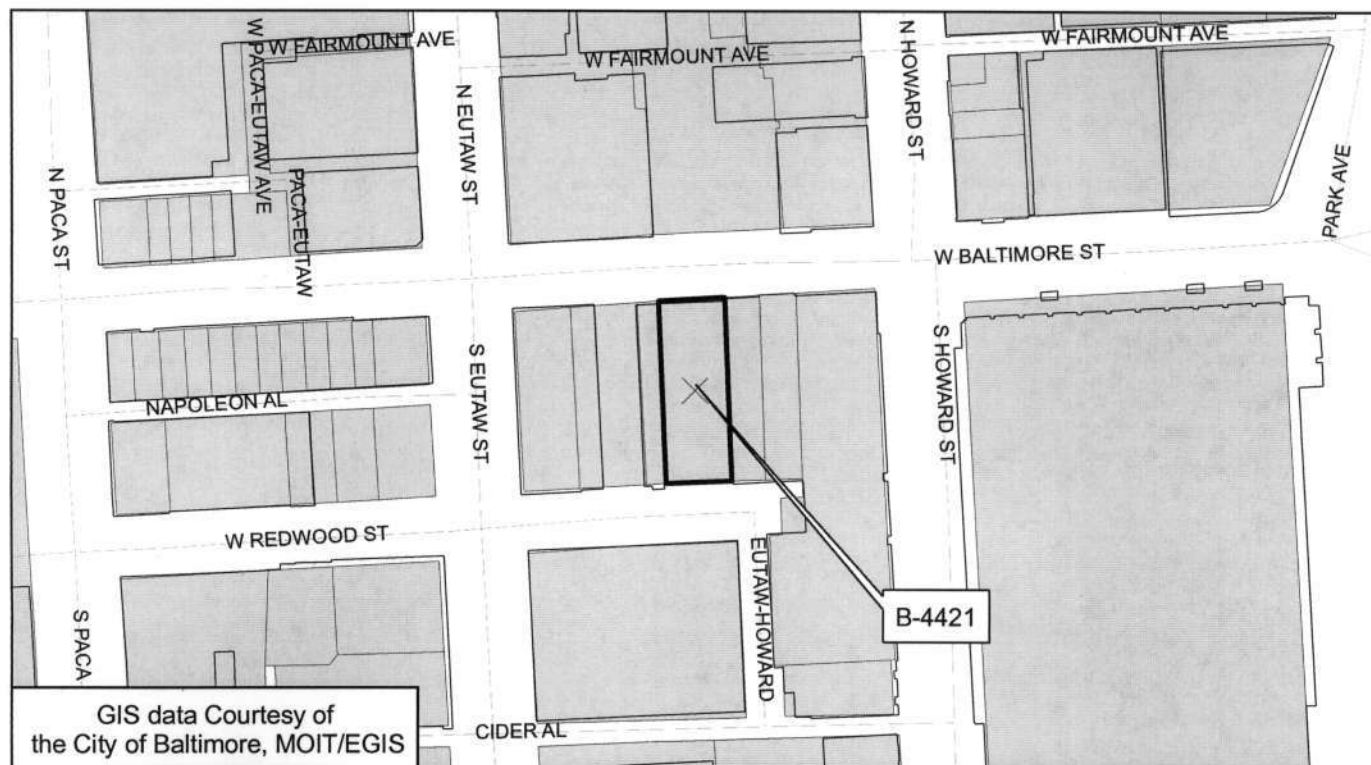 W FAIRMOUNT AVE
W FAIRMOUNT AVE
W FAIRMOUNT AVE
W PACA-EUTAW AVE
N EUTAW ST
N HOWARD ST
N PACA ST
PACA-EUTAW
PARK AVE
W BALTIMORE ST
S EUTAW ST
S HOWARD ST
NAPOLEON AL
W REDWOOD ST
EUTAW-HOWARD
B-4421
S PACA
GIS data Courtesy of
the City of Baltimore, MOIT/EGIS
CIDER AL